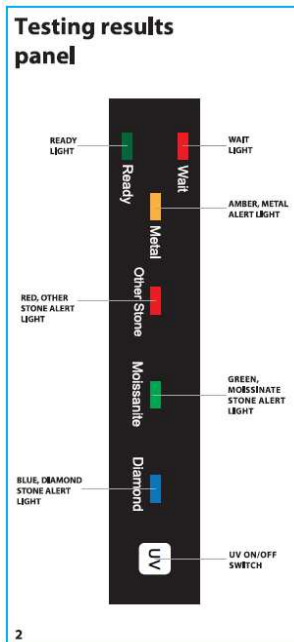 Testing results
panel
READY
LIGHT
WAIT
LIGHT
Ready
Wait
AMBER, METAL
ALERT LIGHT
Metal
RED, OTHER
STONE ALERT
LIGHT
Other Stone
GREEN,
MOISSINATE
STONE ALERT
LIGHT
Moissanite
BLUE, DIAMOND
STONE ALERT
LIGHT
Diamond
UV
UV ON/OFF
SWITCH
2